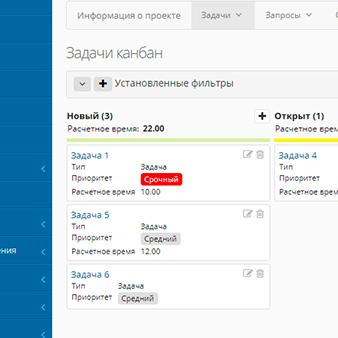 Информация о проекте Задачи Запросы
Задачи канбан
Установленные фильтры
Новый (3) Открыт (1)
Расчетное время: 22.00 Расчетное время:
Задача 1 Задача 4
Тип Задача Тип
Приоритет Срочный Приоритет
Расчетное время 10.00 Расчетное время
Задача 5
Тип Задача
Приоритет Средний
Расчетное время 12.00
Задача 6
Тип Задача
Приоритет Средний